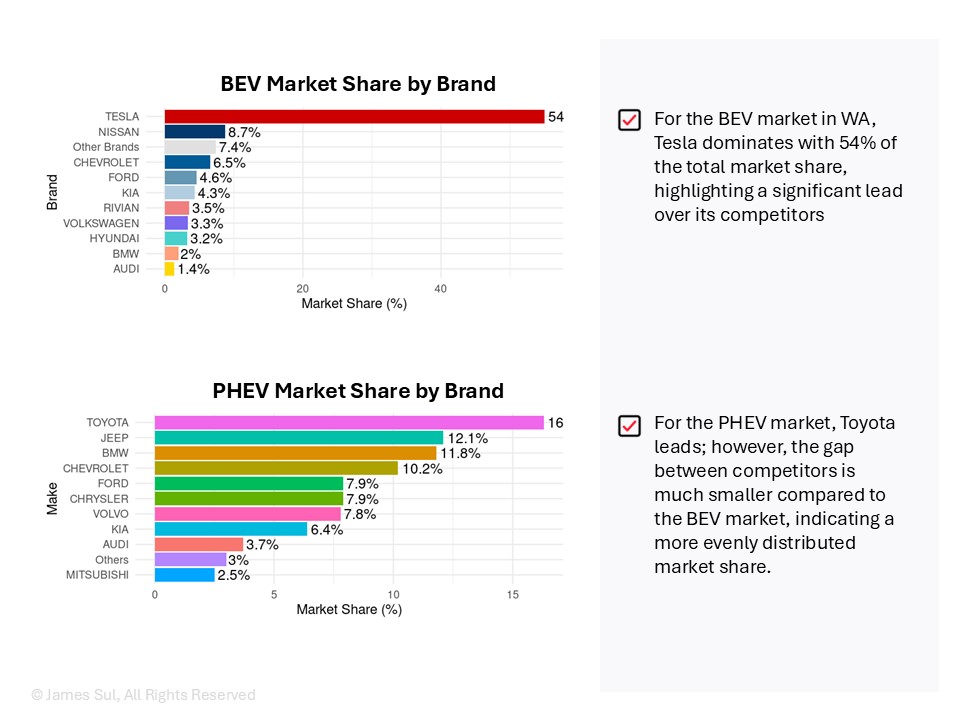 BEV Market Share by Brand
Brand
TESLA 54
NISSAN 8.7%
Other Brands 7.4%
CHEVROLET 6.5%
FORD 4.6%
KIA 4.3%
RIVIAN 3.5%
VOLKSWAGEN 3.3%
HYUNDAI 3.2%
BMW 2%
AUDI 1.4%
0 20 40
Market Share (%)
For the BEV market in WA,
Tesla dominates with 54% of
the total market share,
highlighting a significant lead
over its competitors
PHEV Market Share by Brand
Make
TOYOTA 16
JEEP 12.1%
BMW 11.8%
CHEVROLET 10.2%
FORD 7.9%
CHRYSLER 7.9%
VOLVO 7.8%
KIA 6.4%
AUDI 3.7%
Others 3%
MITSUBISHI 2.5%
0 5 10 15
Market Share (%)
For the PHEV market, Toyota
leads; however, the gap
between competitors is
much smaller compared to
the BEV market, indicating a
more evenly distributed
market share.
© James Sul, All Rights Reserved